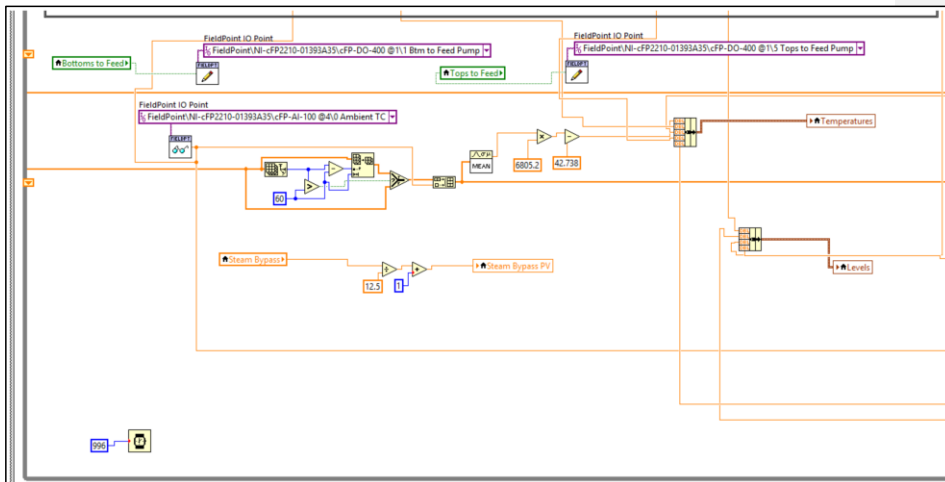 FieldPoint IO Point
FieldPoint\NI-cFP2210-01393A35\cFP-DO-400 @1\1 Btm to Feed Pump
FIELDPT
Bottoms to Feed
FieldPoint IO Point
FieldPoint\NI-cFP2210-01393A35\cFP-DO-400 @1\5 Tops to Feed Pump
FIELDPT
Tops to Feed
FieldPoint IO Point
FieldPoint\NI-cFP2210-01393A35\cFP-AI-100 @4\0 Ambient TC
FIELDPT
Temperatures
MEAN
6805.2
42.738
60
Steam Bypass
12.5
1
Steam Bypass PV
Levels
996